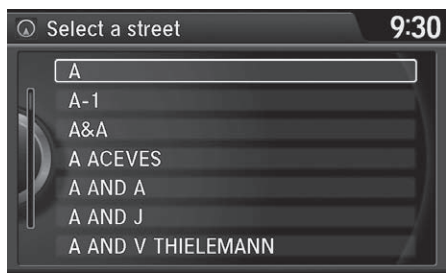 Select a street
9:30
A
A-1
A&A
A ACEVES
A AND A
A AND J
A AND V THIELEMANN